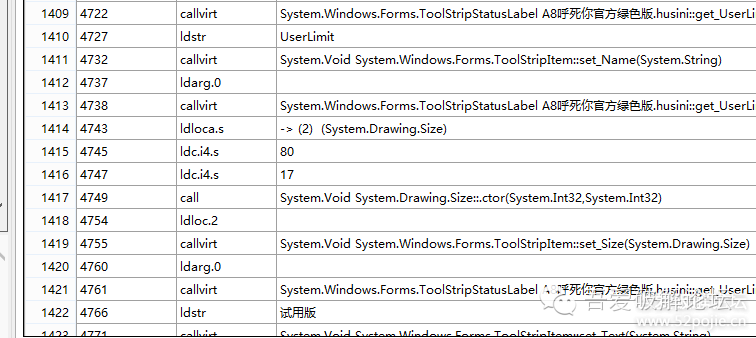 1409 4722 callvirt System.Windows.Forms.ToolStripStatusLabel A8呼死你官方绿色版.husini::get_UserLi
1410 4727 ldstr UserLimit
1411 4732 callvirt System.Void System.Windows.Forms.ToolStripItem::set_Name(System.String)
1412 4737 ldarg.0
1413 4738 callvirt System.Windows.Forms.ToolStripStatusLabel A8呼死你官方绿色版.husini::get_UserLi
1414 4743 ldloca.s -> (2) (System.Drawing.Size)
1415 4745 ldc.i4.s 80
1416 4747 ldc.i4.s 17
1417 4749 call System.Void System.Drawing.Size::.ctor(System.Int32,System.Int32)
1418 4754 ldloc.2
1419 4755 callvirt System.Void System.Windows.Forms.ToolStripItem::set_Size(System.Drawing.Size)
1420 4760 ldarg.0
1421 4761 callvirt System.Windows.Forms.ToolStripStatusLabel A8呼死你官方绿色版.husini::get_UserLi
1422 4766 ldstr 试用版
1423 4771 callvirt System.Void System.Windows.Forms.ToolStripItem::set_Text(System.String)
吾爱破解论坛
www.52pojie.cn